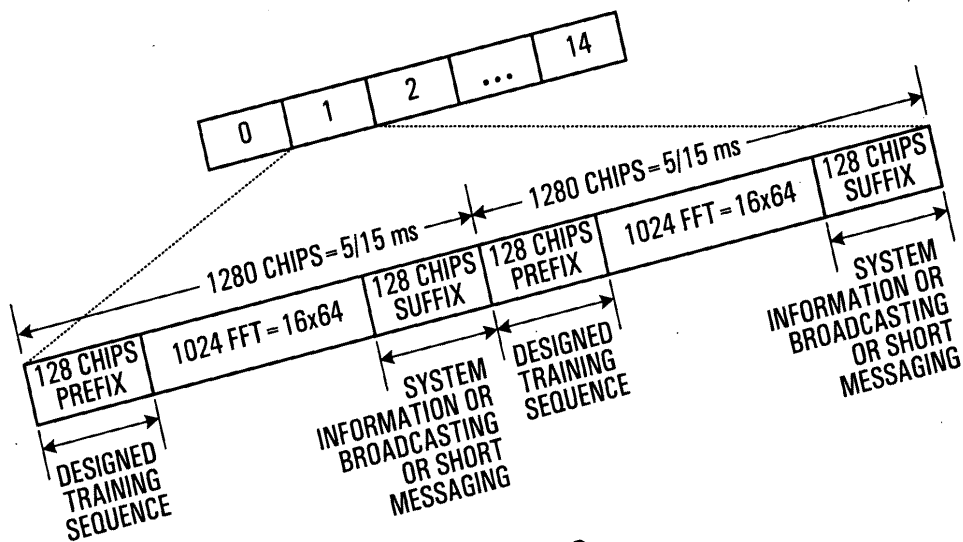 0 1 2 ... 14
1280 CHIPS=5/15 ms
1280 CHIPS=5/15 ms
128 CHIPS
PREFIX
1024 FFT=16x64
128 CHIPS
SUFFIX
128 CHIPS
PREFIX
1024 FFT=16x64
128 CHIPS
SUFFIX
DESIGNED
TRAINING
SEQUENCE
SYSTEM
INFORMATION OR
BROADCASTING
OR SHORT
MESSAGING
DESIGNED
TRAINING
SEQUENCE
SYSTEM
INFORMATION OR
BROADCASTING
OR SHORT
MESSAGING